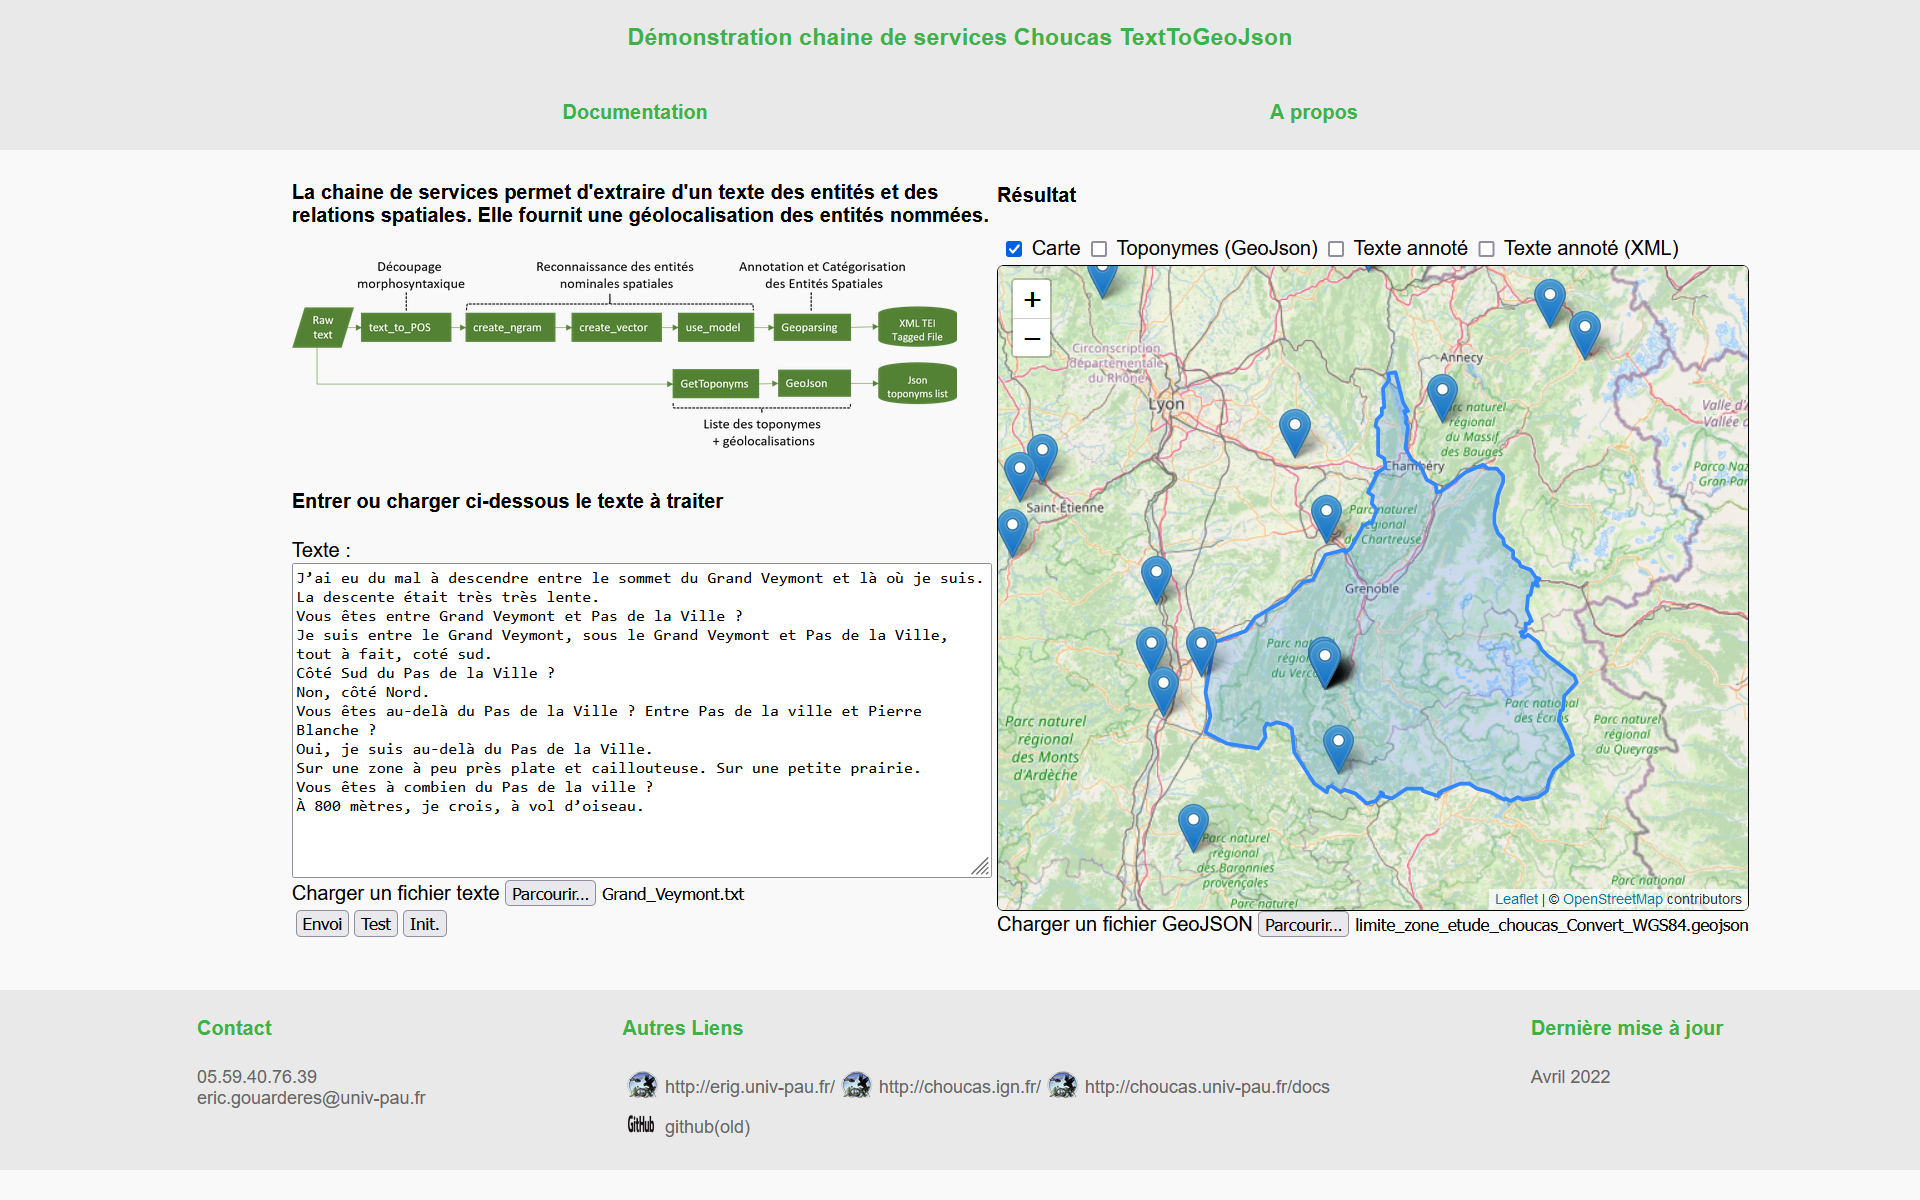 Démonstration chaine de services Choucas TextToGeoJson
Documentation
A propos
La chaine de services permet d'extraire d'un texte des entités et des
relations spatiales. Elle fournit une géolocalisation des entités nommées.
Découpage
morphosyntaxique
Reconnaissance des entités
nominales spatiales
Annotation et Catégorisation
des Entités Spatiales
Raw
text
text_to_POS
create_ngram
create_vector
use_model
Geoparsing
XML TEI
Tagged File
GetToponyms
GeoJson
Json
toponyms list
Liste des toponymes
+ géolocalisations
Entrer ou charger ci-dessous le texte à traiter
Texte :
J’ai eu du mal à descendre entre le sommet du Grand Veymont et là où je suis.
La descente était très très lente.
Vous êtes entre Grand Veymont et Pas de la Ville ?
Je suis entre le Grand Veymont, sous le Grand Veymont et Pas de la Ville,
tout à fait, coté sud.
Côté Sud du Pas de la Ville ?
Non, côté Nord.
Vous êtes au-delà du Pas de la Ville ? Entre Pas de la ville et Pierre
Blanche ?
Oui, je suis au-delà du Pas de la Ville.
Sur une zone à peu près plate et caillouteuse. Sur une petite prairie.
Vous êtes à combien du Pas de la ville ?
À 800 mètres, je crois, à vol d’oiseau.
Charger un fichier texte Parcourir... Grand_Veymont.txt
Envoi Test Init.
Résultat
Carte Toponymes (GeoJson) Texte annoté Texte annoté (XML)
+
−
Circonscription
départementale
du Rhône
Annecy
Lyon
Parc naturel
régional
du Massif
des Bauges
Valle d'A
Vallée d
Chambéry
Parco Naz
Gran Par
Saint-Étienne
Parc naturel
régional
de Chartreuse
Grenoble
Parc
régio
du Verco
Parc national
des Écrins
Parc naturel
régional
du Queyras
Parc naturel
régional
des Monts
d'Ardèche
Parc naturel
régional
des Baronnies
provençales
Parc national
Parc naturel
Leaflet | © OpenStreetMap contributors
Charger un fichier GeoJSON Parcourir... limite_zone_etude_choucas_Convert_WGS84.geojson
Contact
05.59.40.76.39
eric.gouarderes@univ-pau.fr
Autres Liens
http://erig.univ-pau.fr/ http://choucas.ign.fr/ http://choucas.univ-pau.fr/docs
GitHub github(old)
Dernière mise à jour
Avril 2022